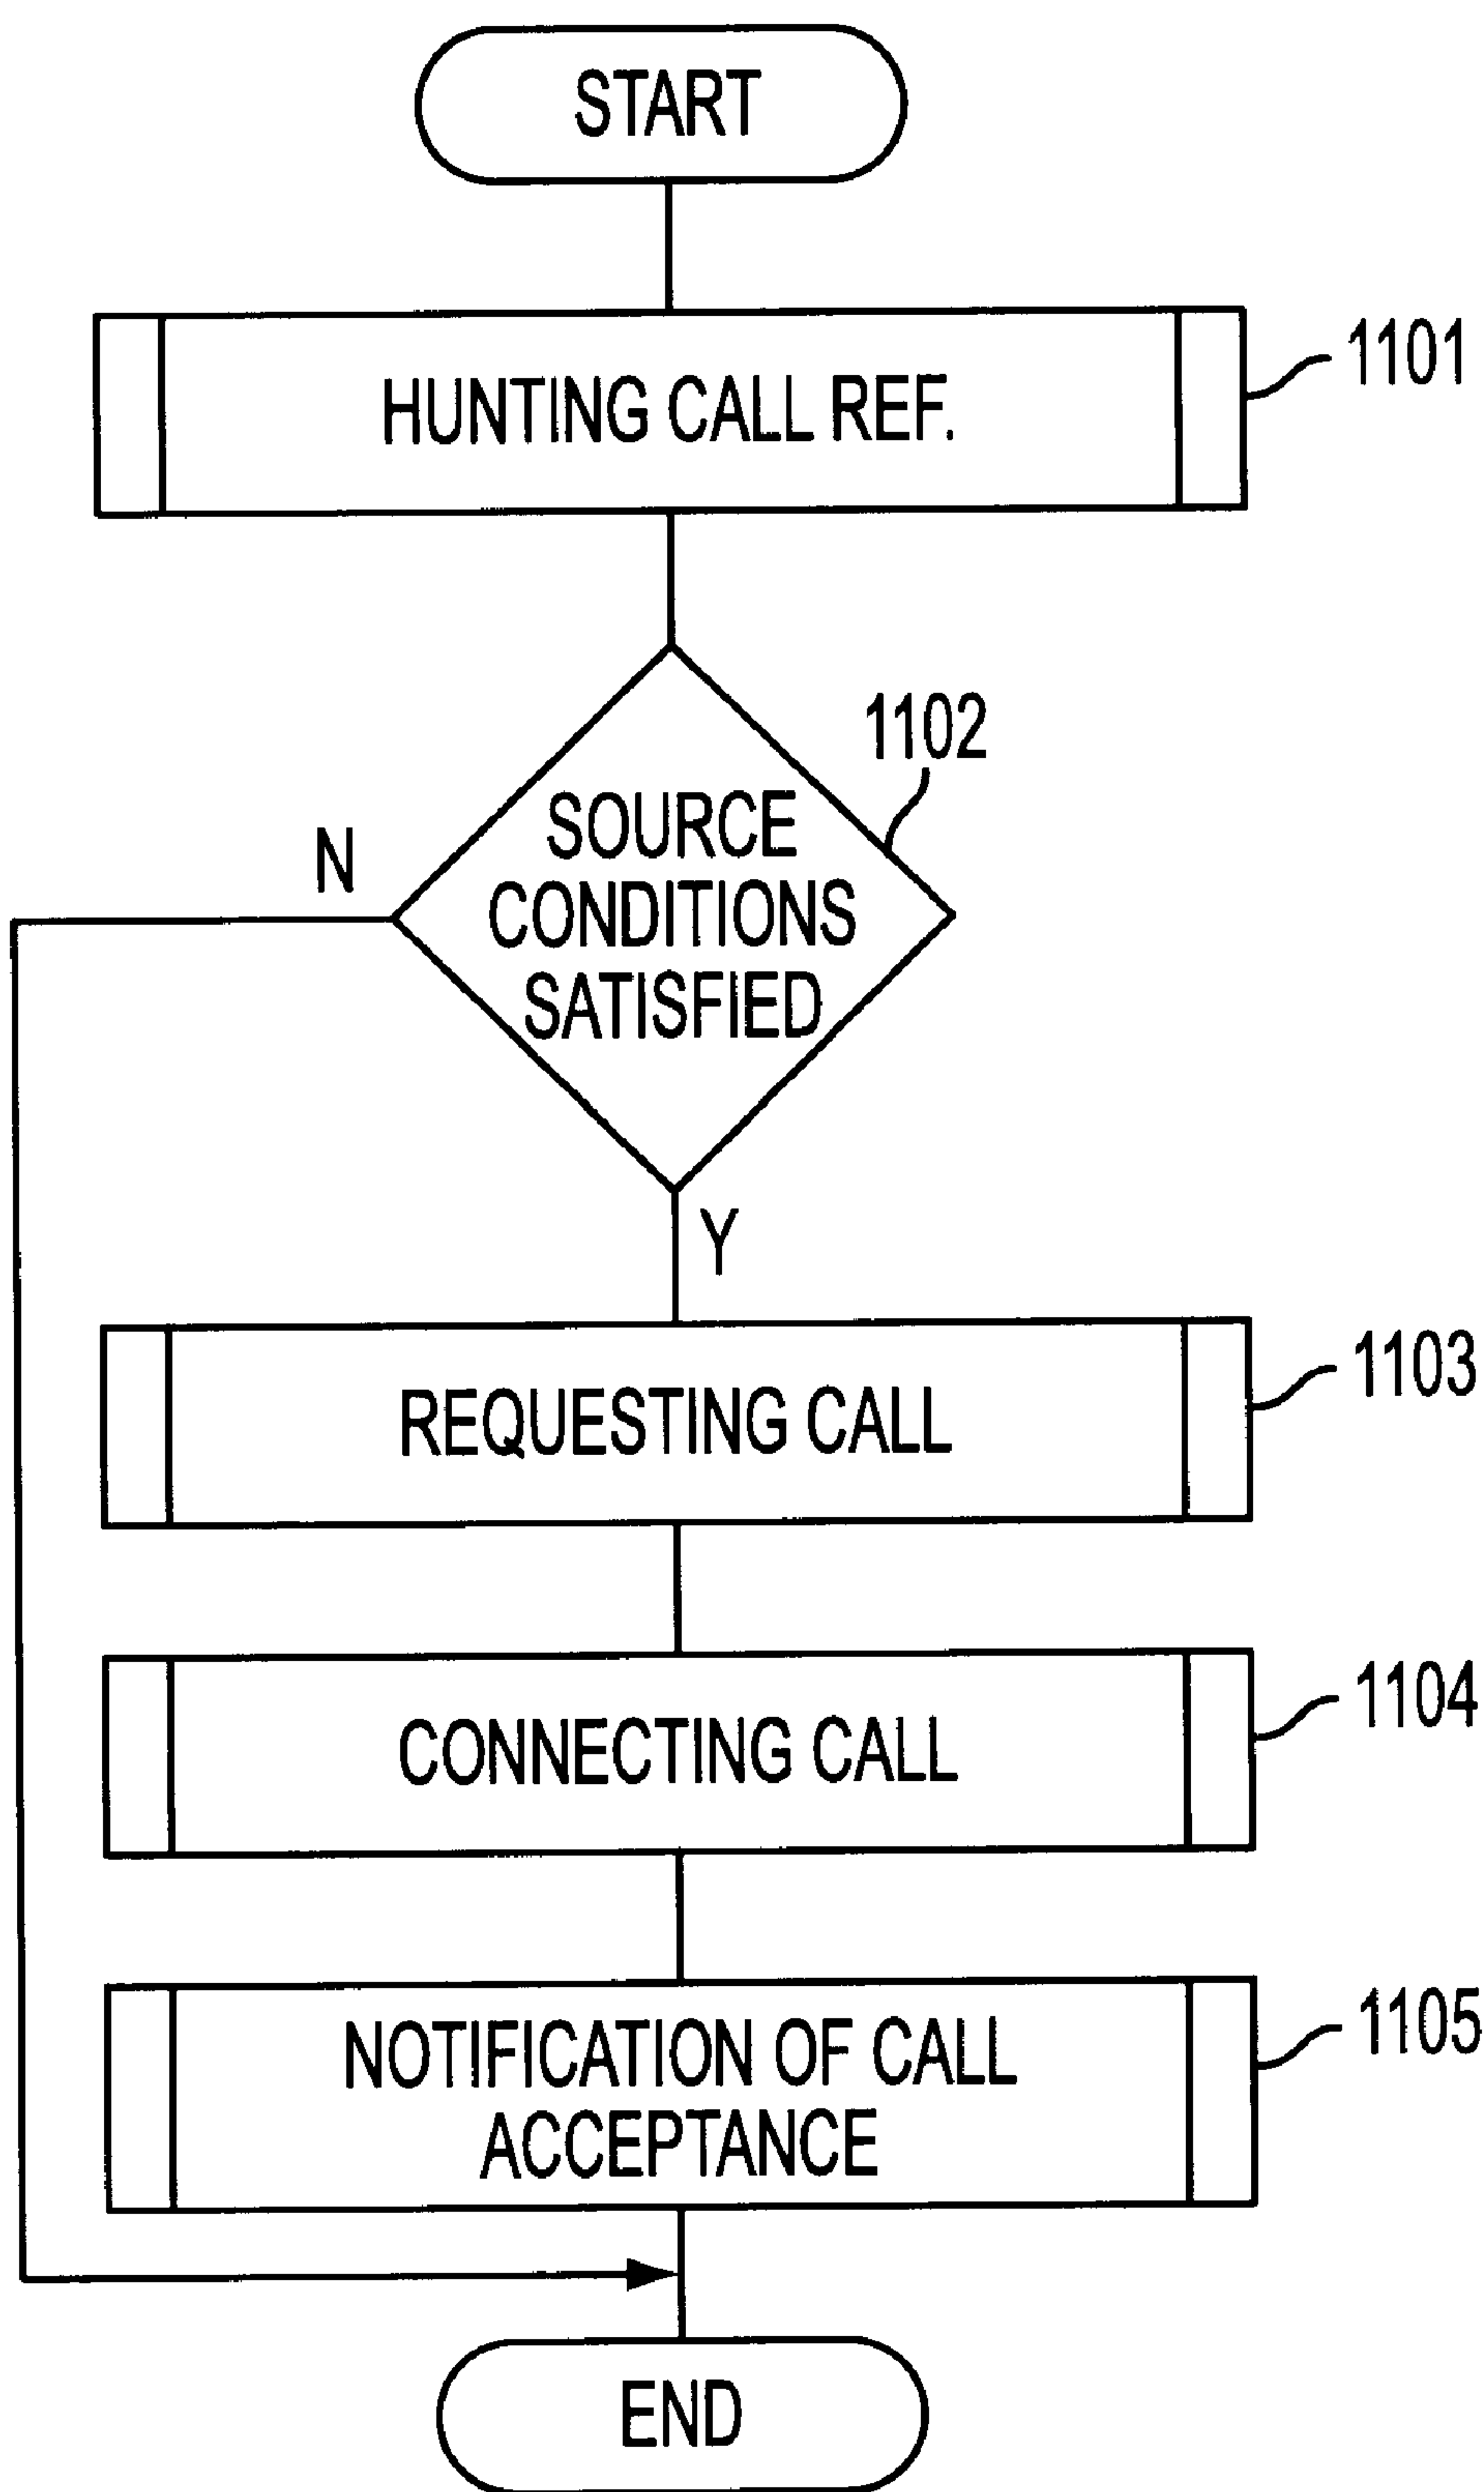 START
HUNTING CALL REF.
1101
1102
SOURCE
CONDITIONS
SATISFIED
N
Y
REQUESTING CALL
1103
CONNECTING CALL
1104
NOTIFICATION OF CALL
ACCEPTANCE
1105
END